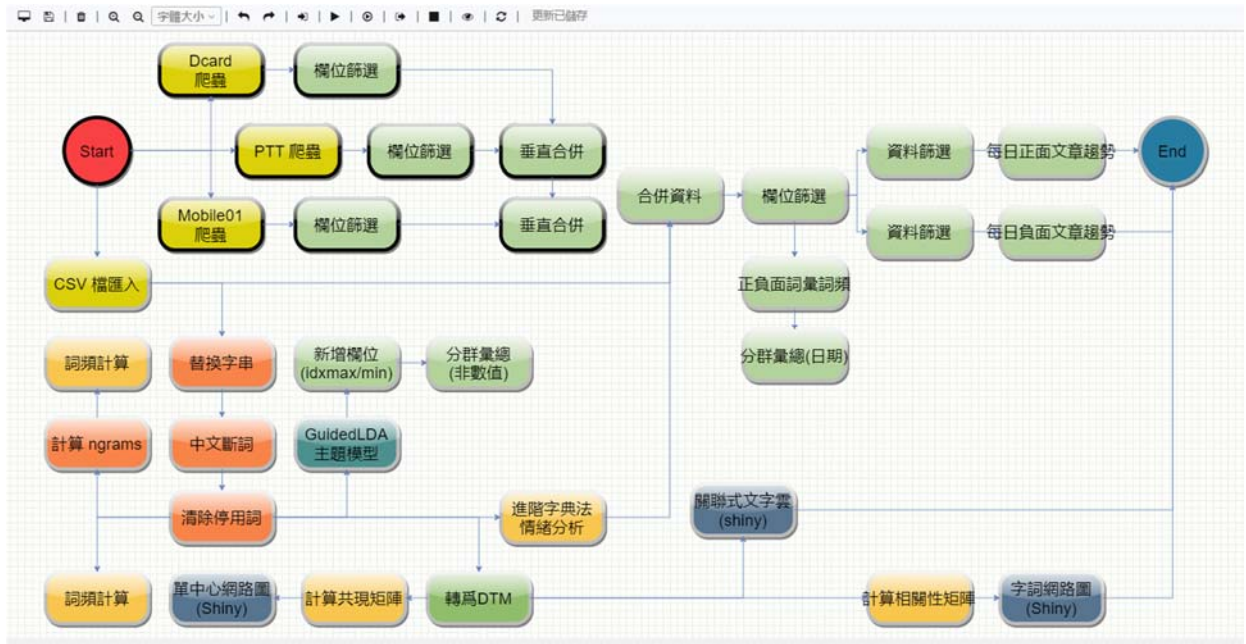 字體大小
更新已儲存
Dcard
爬蟲
欄位篩選
Start
PTT 爬蟲
欄位篩選
垂直合併
資料篩選
每日正面文章趨勢
End
合併資料
欄位篩選
Mobile01
爬蟲
欄位篩選
垂直合併
資料篩選
每日負面文章趨勢
CSV 檔匯入
正負面詞彙詞頻
詞頻計算
替換字串
新增欄位
(idxmax/min)
分群彙總
(非數值)
分群彙總(日期)
計算 ngrams
中文斷詞
GuidedLDA
主題模型
清除停用詞
進階字典法
情緒分析
關聯式文字雲
(shiny)
詞頻計算
單中心網路圖
(Shiny)
計算共現矩陣
轉爲DTM
計算相關性矩陣
字詞網路圖
(Shiny)